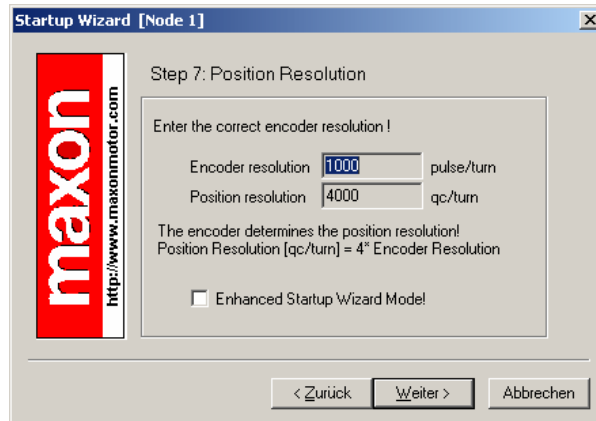 Startup Wizard [Node 1]
maxon
http://www.maxonmotor.com
Step 7: Position Resolution
Enter the correct encoder resolution !
Encoder resolution 1000 pulse/turn
Position resolution 4000 qc/turn
The encoder determines the position resolution!
Position Resolution [qc/turn] = 4* Encoder Resolution
Enhanced Startup Wizard Mode!
< Zurück Weiter > Abbrechen